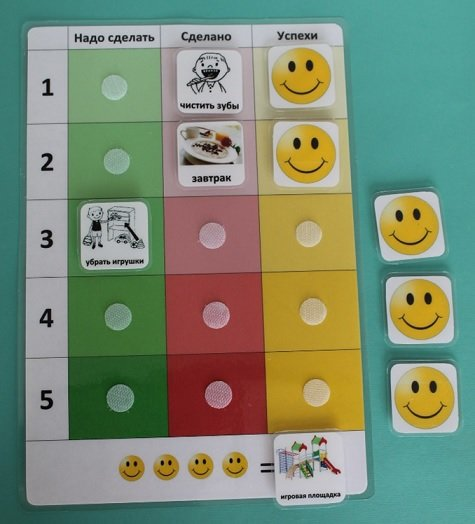 Надо сделать Сделано Успехи
1
чистить зубы
2
завтрак
3
убрать игрушки
4
5
=
игровая площадка